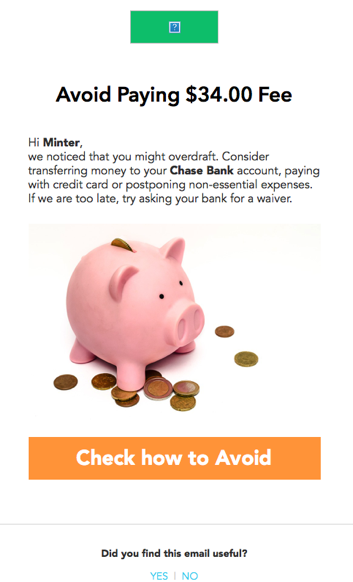 Avoid Paying $34.00 Fee
Hi Minter,
we noticed that you might overdraft. Consider
transferring money to your Chase Bank account, paying
with credit card or postponing non-essential expenses.
If we are too late, try asking your bank for a waiver.
Check how to Avoid
Did you find this email useful?
YES | NO